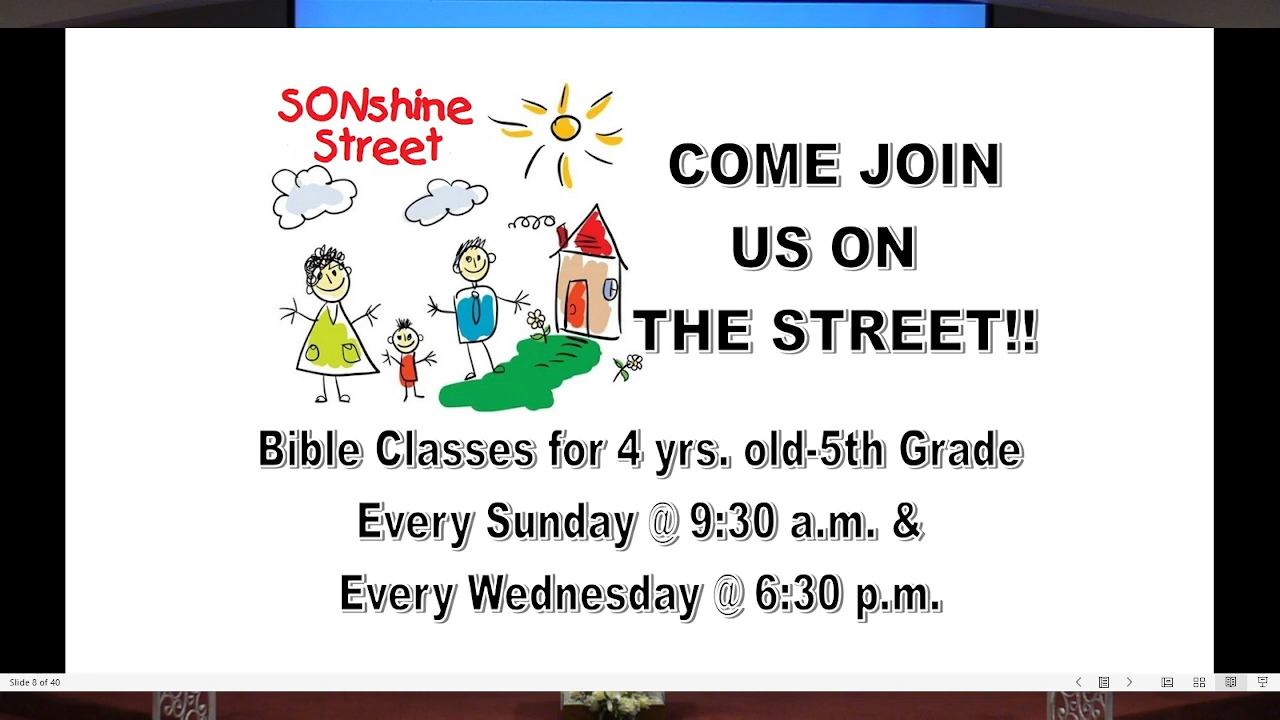 SONshine
Street
COME JOIN
US ON
THE STREET!!
Bible Classes for 4 yrs. old-5th Grade
Every Sunday @ 9:30 a.m. &
Every Wednesday @ 6:30 p.m.
Slide 8 of 40